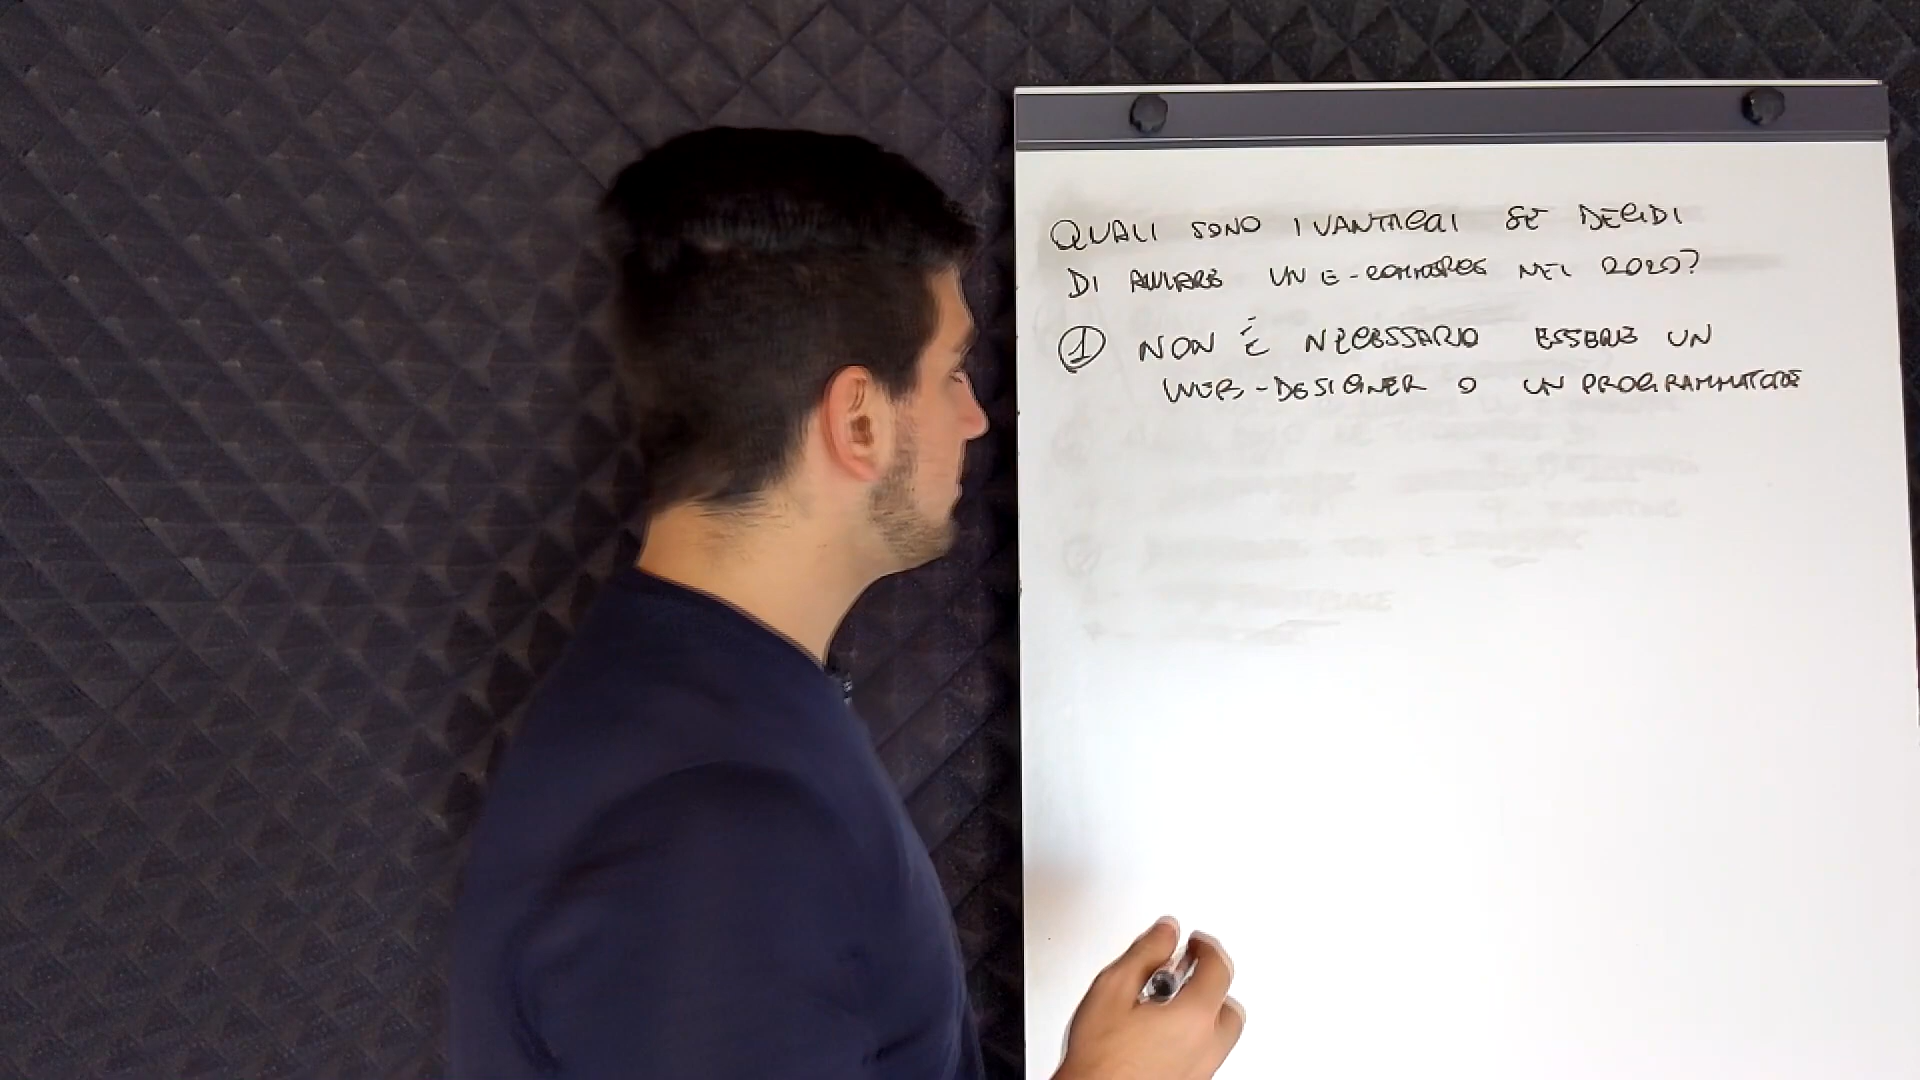 QUALI SONO I VANTAGGI SE DECIDI
DI AVVIARE UN E-COMMERCE NEL 2020?
1 NON È NECESSARIO ESSERE UN
WEB-DESIGNER O UN PROGRAMMATORE